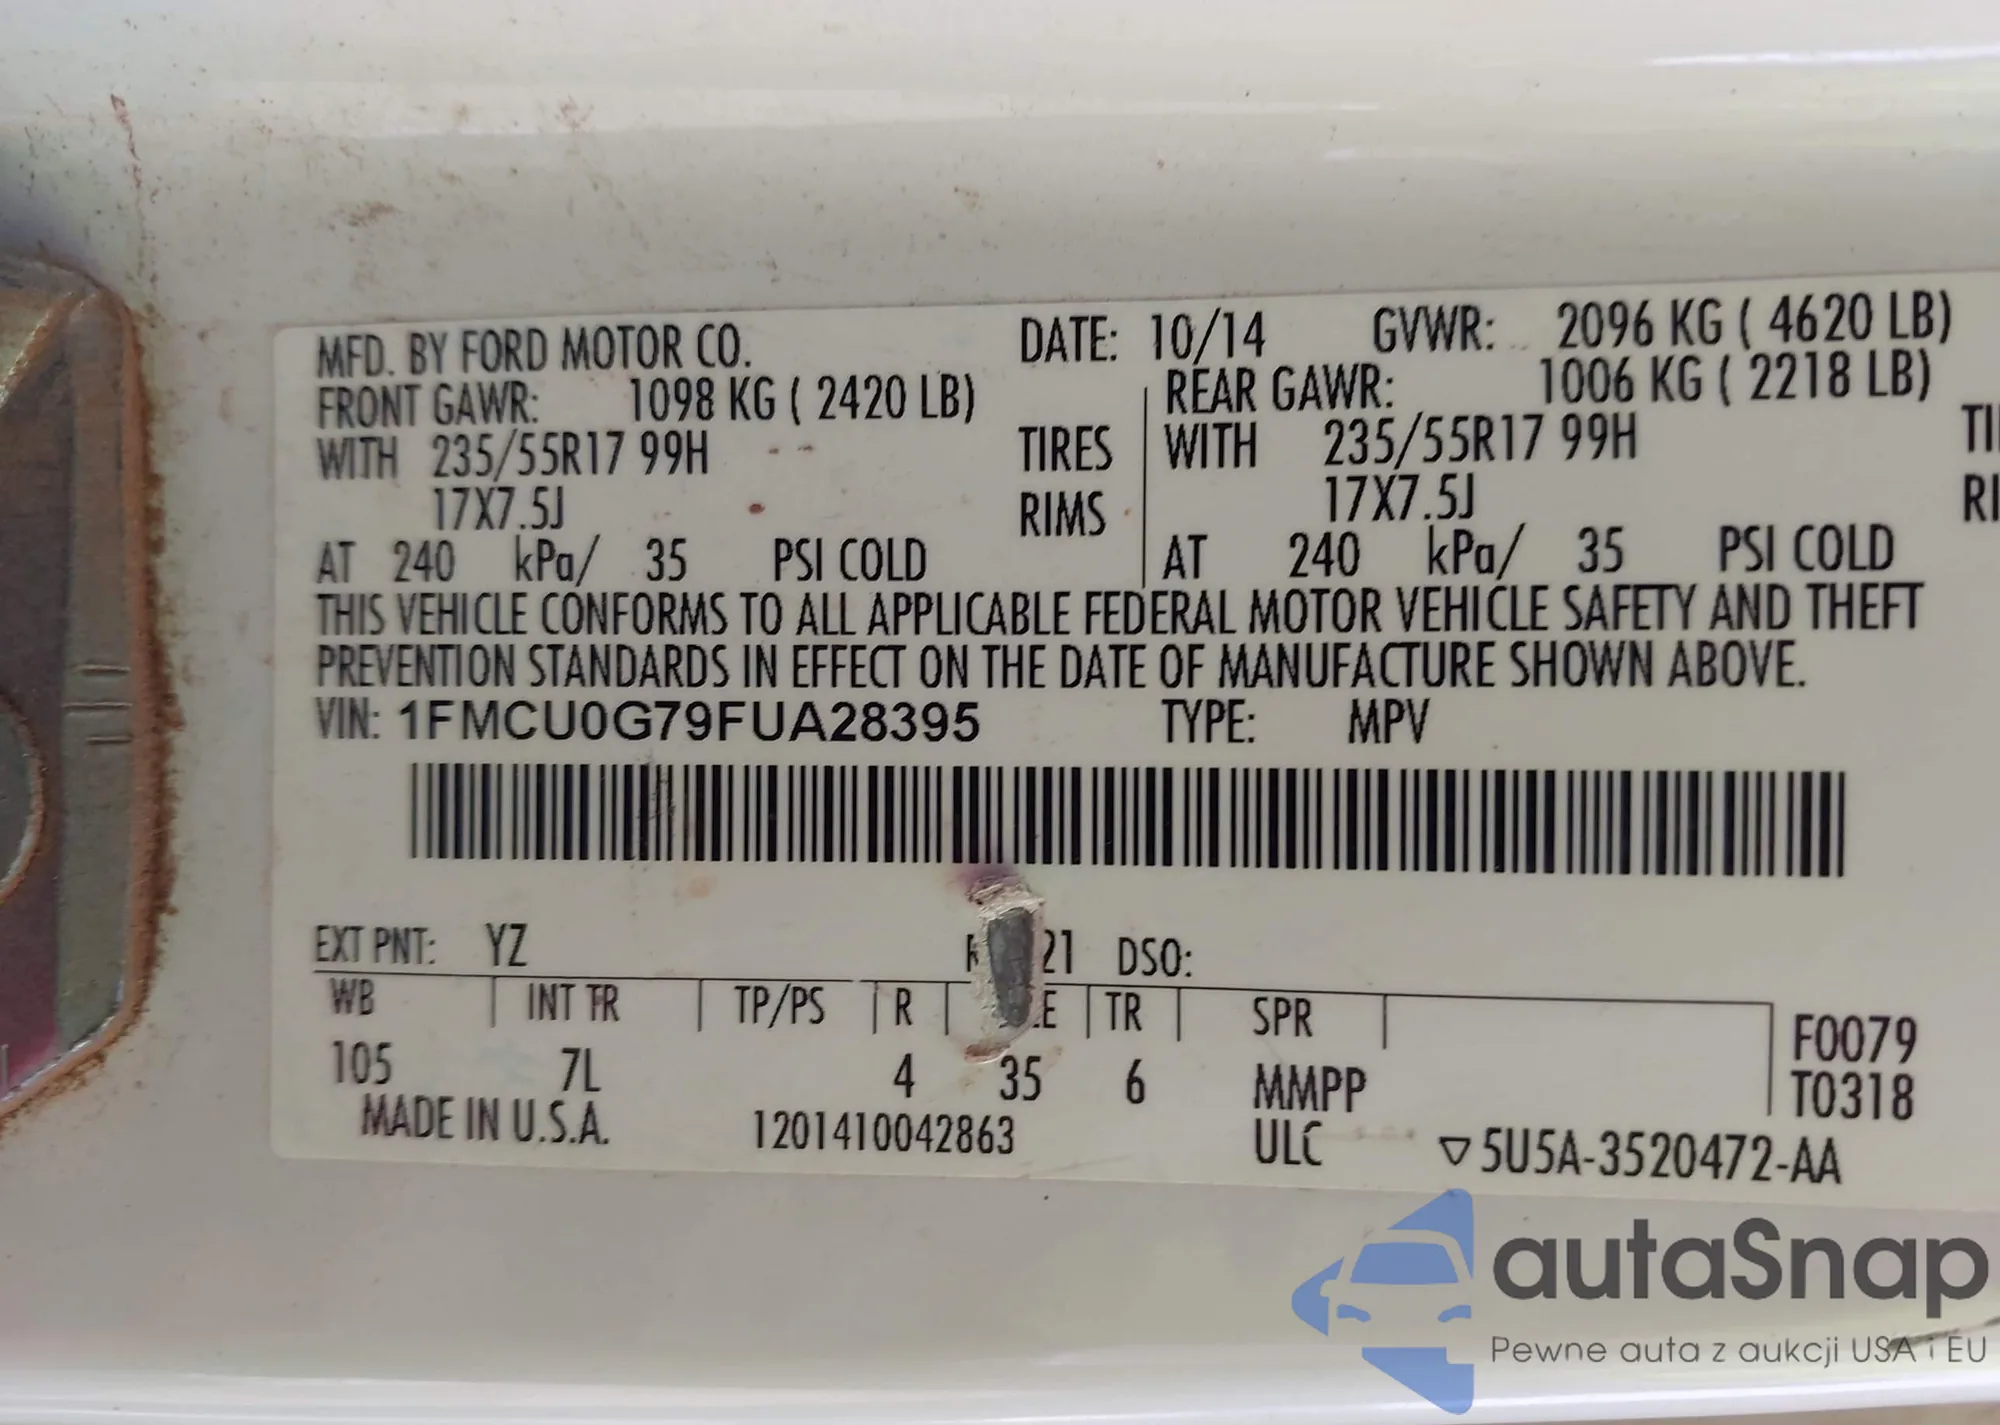 MFD. BY FORD MOTOR CO. DATE: 10/14 GVWR: 2096 KG ( 4620 LB)
FRONT GAWR: 1098 KG ( 2420 LB) REAR GAWR: 1006 KG ( 2218 LB)
WITH 235/55R17 99H TIRES WITH 235/55R17 99H
17X7.5J RIMS 17X7.5J
AT 240 kPa/ 35 PSI COLD AT 240 kPa/ 35 PSI COLD
THIS VEHICLE CONFORMS TO ALL APPLICABLE FEDERAL MOTOR VEHICLE SAFETY AND THEFT
PREVENTION STANDARDS IN EFFECT ON THE DATE OF MANUFACTURE SHOWN ABOVE.
VIN: 1FMCU0G79FUA28395 TYPE: MPV
EXT PNT: YZ 21 DSO:
WB INT TR TP/PS R TR SPR
F0079
105 7L 4 35 6 MMPP T0318
MADE IN U.S.A. 1201410042863 ULC ▽5U5A-3520472-AA
autaSnap
Pewne auta z aukcji USA i EU